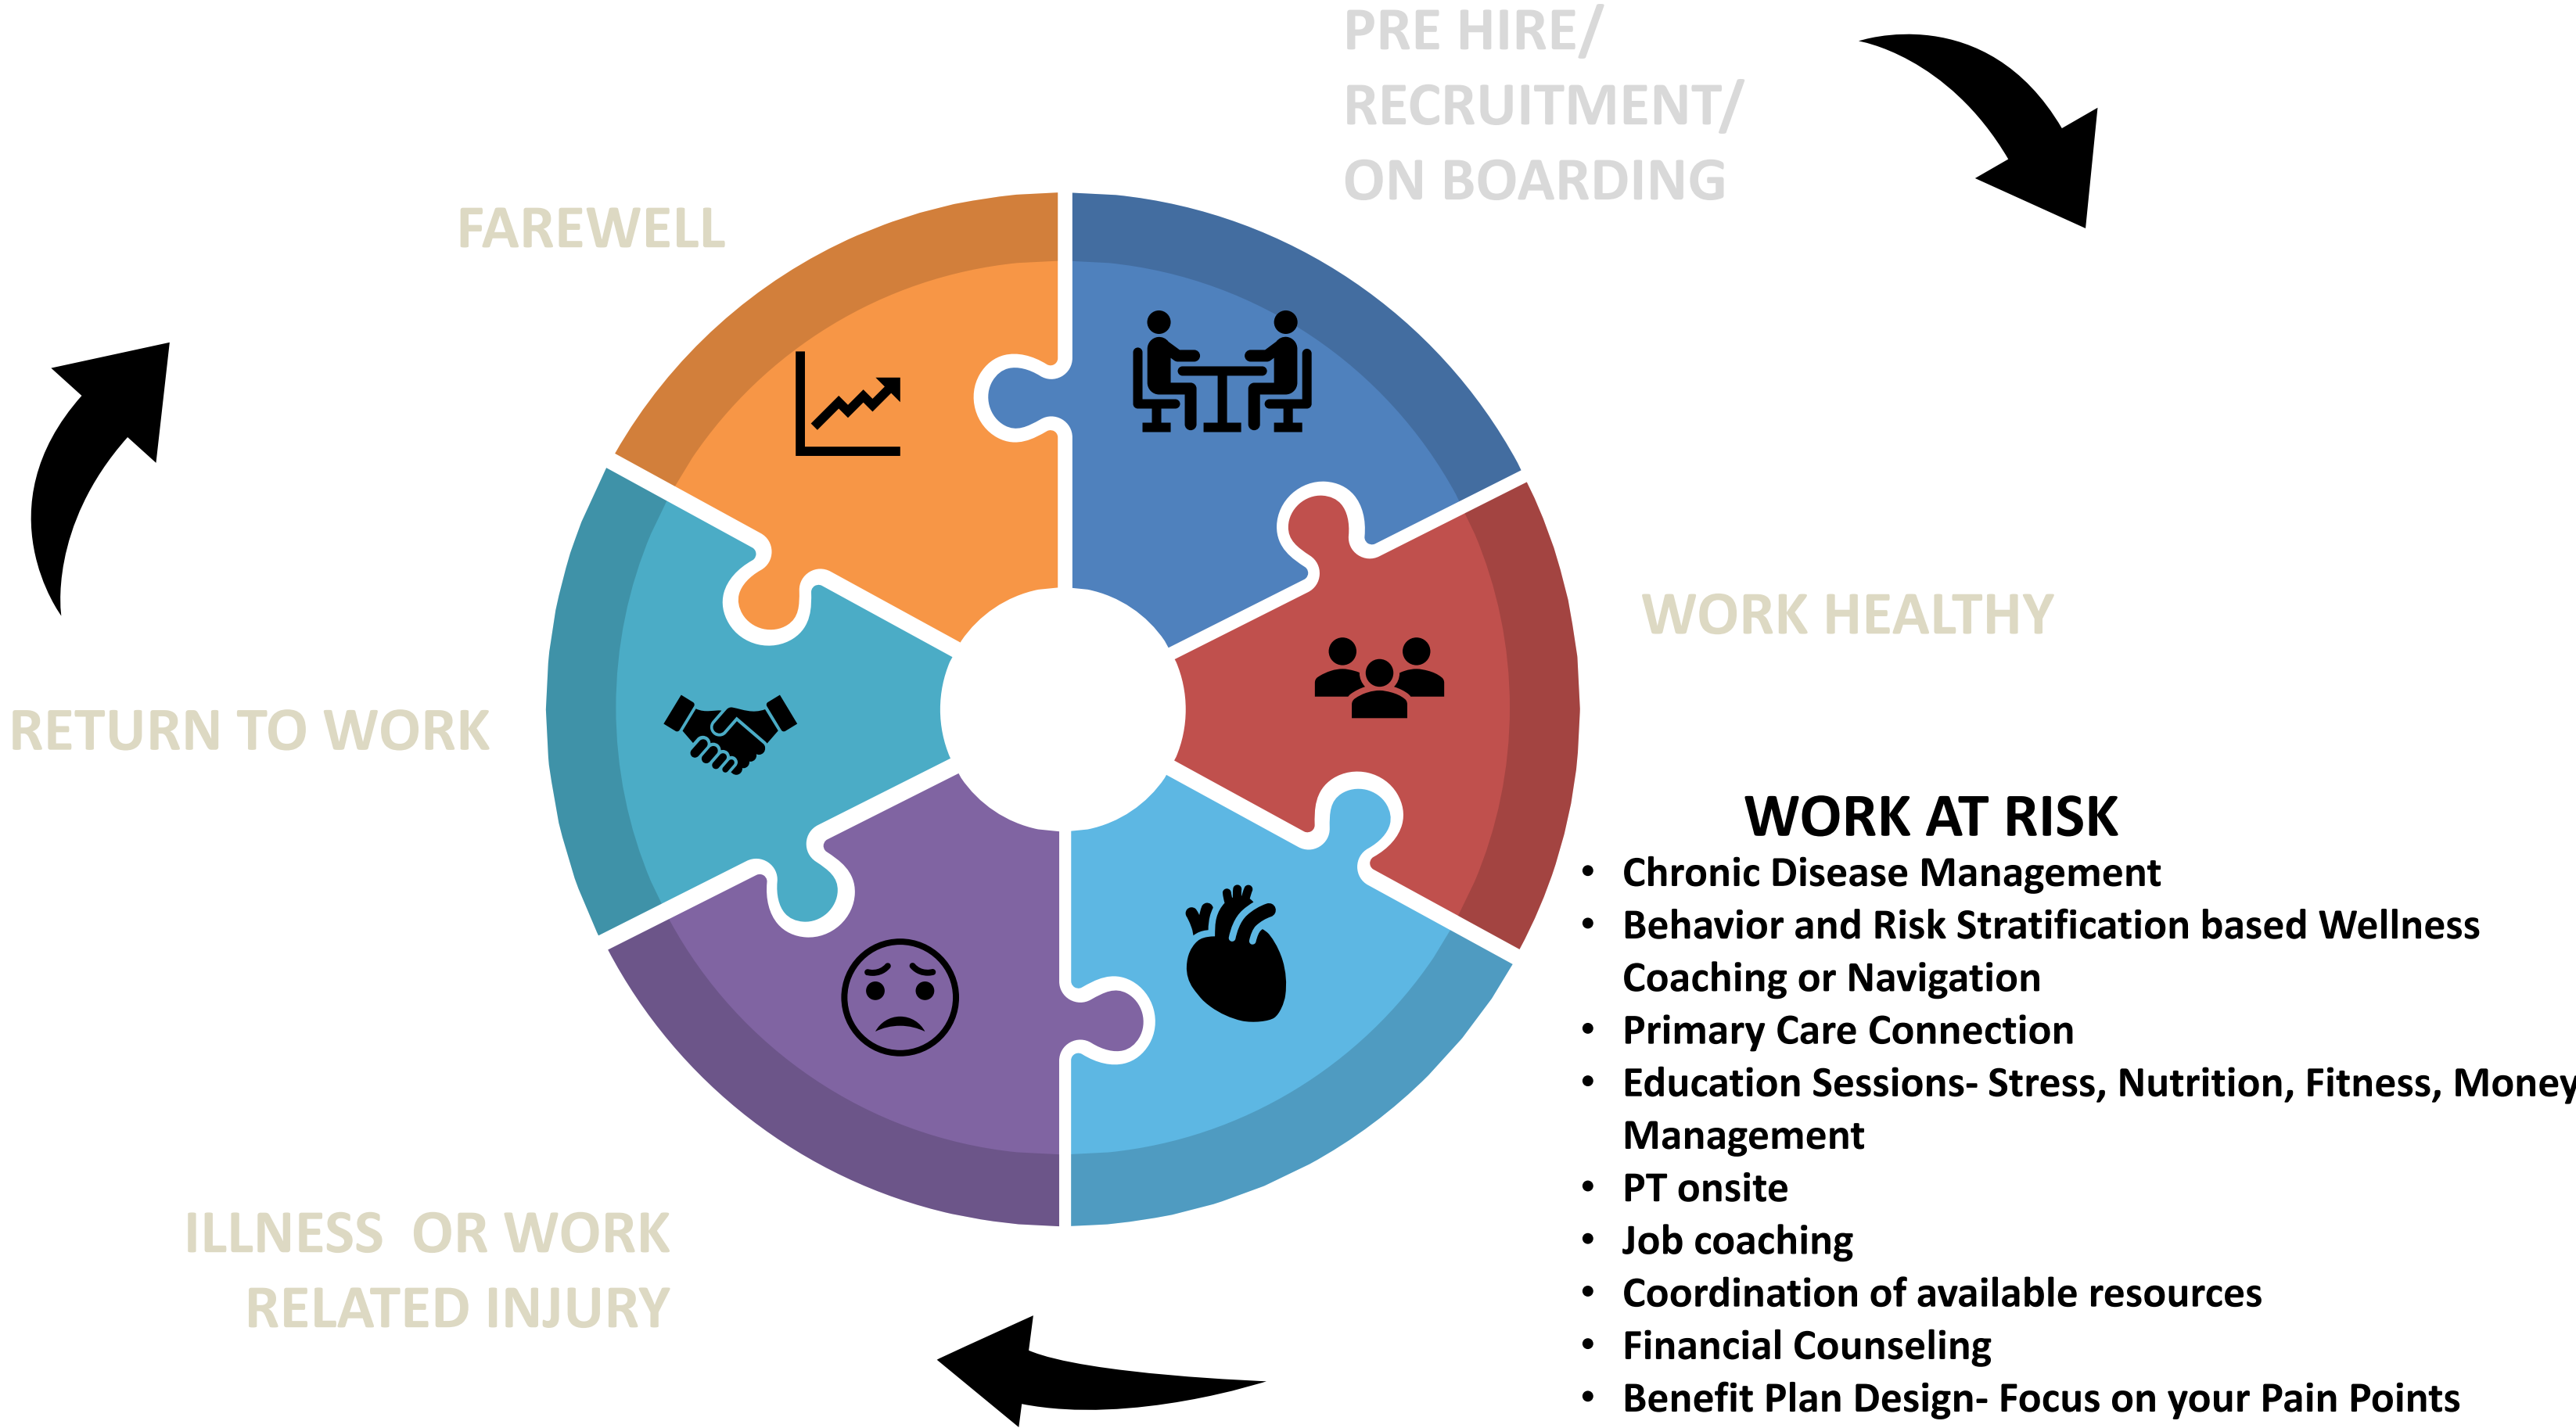 PRE HIRE/
RECRUITMENT/
ON BOARDING
FAREWELL
WORK HEALTHY
RETURN TO WORK
WORK AT RISK
• Chronic Disease Management
• Behavior and Risk Stratification based Wellness
Coaching or Navigation
• Primary Care Connection
• Education Sessions- Stress, Nutrition, Fitness, Money
Management
• PT onsite
• Job coaching
• Coordination of available resources
• Financial Counseling
• Benefit Plan Design- Focus on your Pain Points
ILLNESS  OR WORK
RELATED INJURY